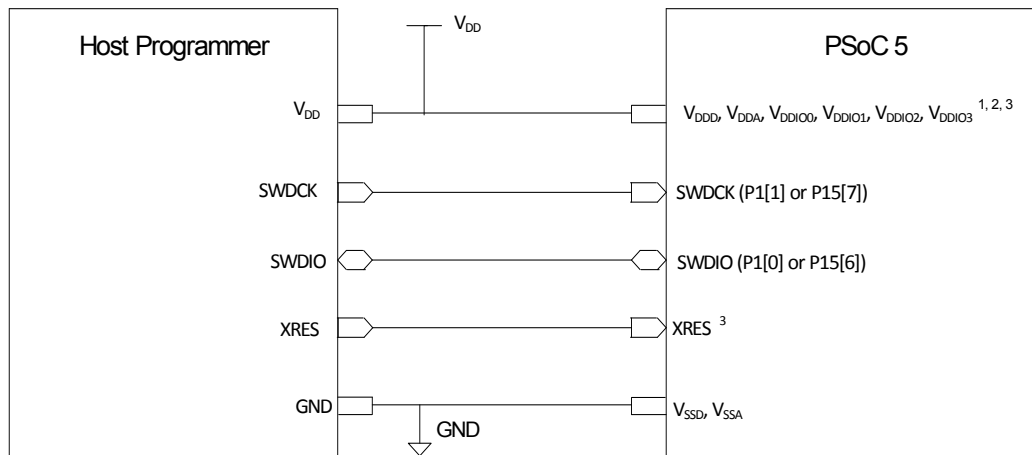 V_DD
Host Programmer
PSoC 5
V_DD
V_DDD, V_DDA, V_DDIO0, V_DDIO1, V_DDIO2, V_DDIO3 1, 2, 3
SWDCK
SWDCK (P1[1] or P15[7])
SWDIO
SWDIO (P1[0] or P15[6])
XRES
XRES 3
GND
V_SSD, V_SSA
GND